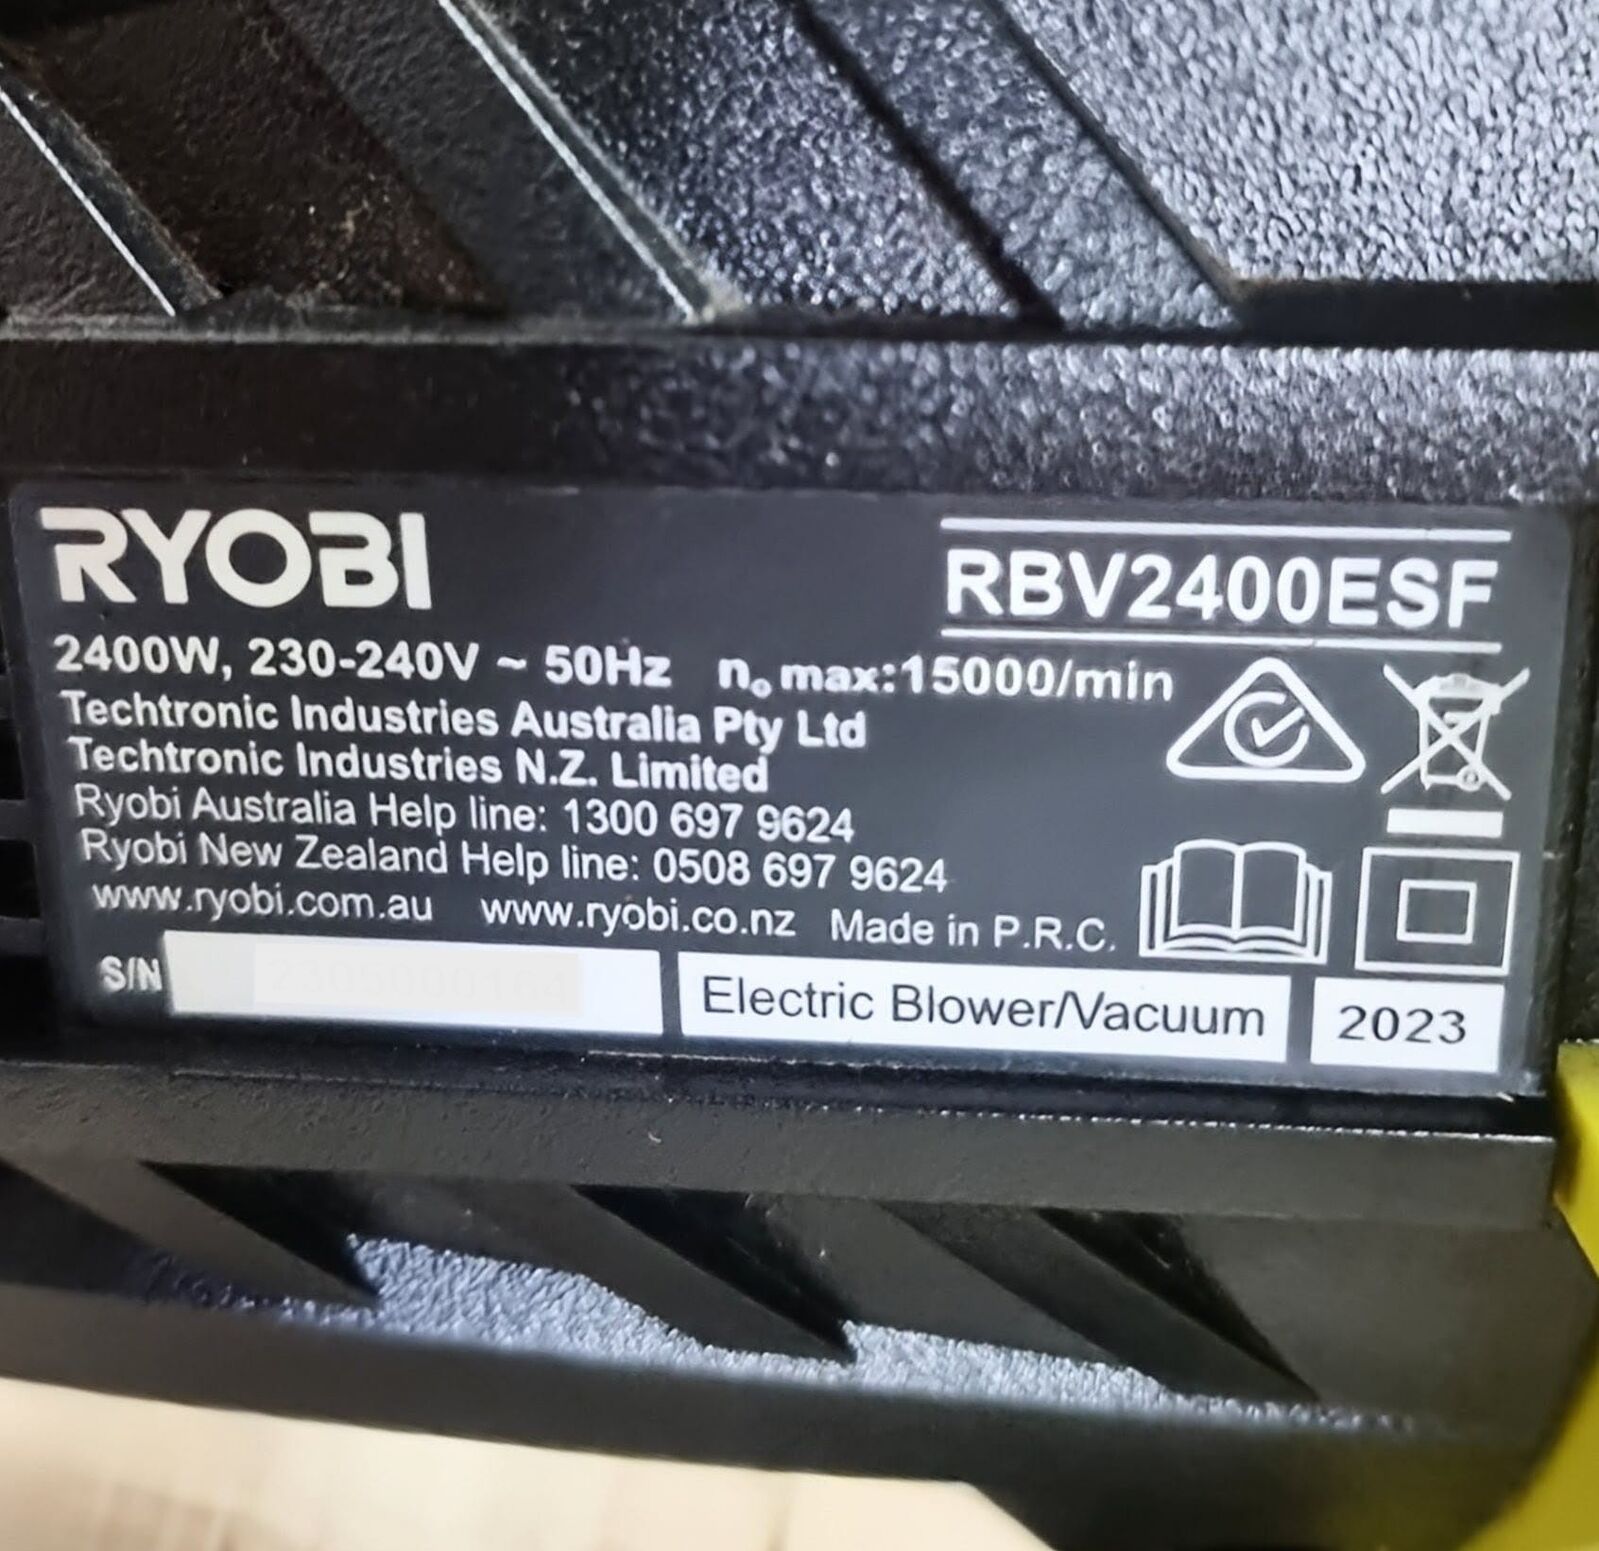 RYOBI
RBV2400ESF
2400W, 230-240V ~ 50Hz n₀ max:15000/min
Techtronic Industries Australia Pty Ltd
Techtronic Industries N.Z. Limited
Ryobi Australia Help line: 1300 697 9624
Ryobi New Zealand Help line: 0508 697 9624
www.ryobi.com.au www.ryobi.co.nz Made in P.R.C.
S/N
Electric Blower/Vacuum
2023